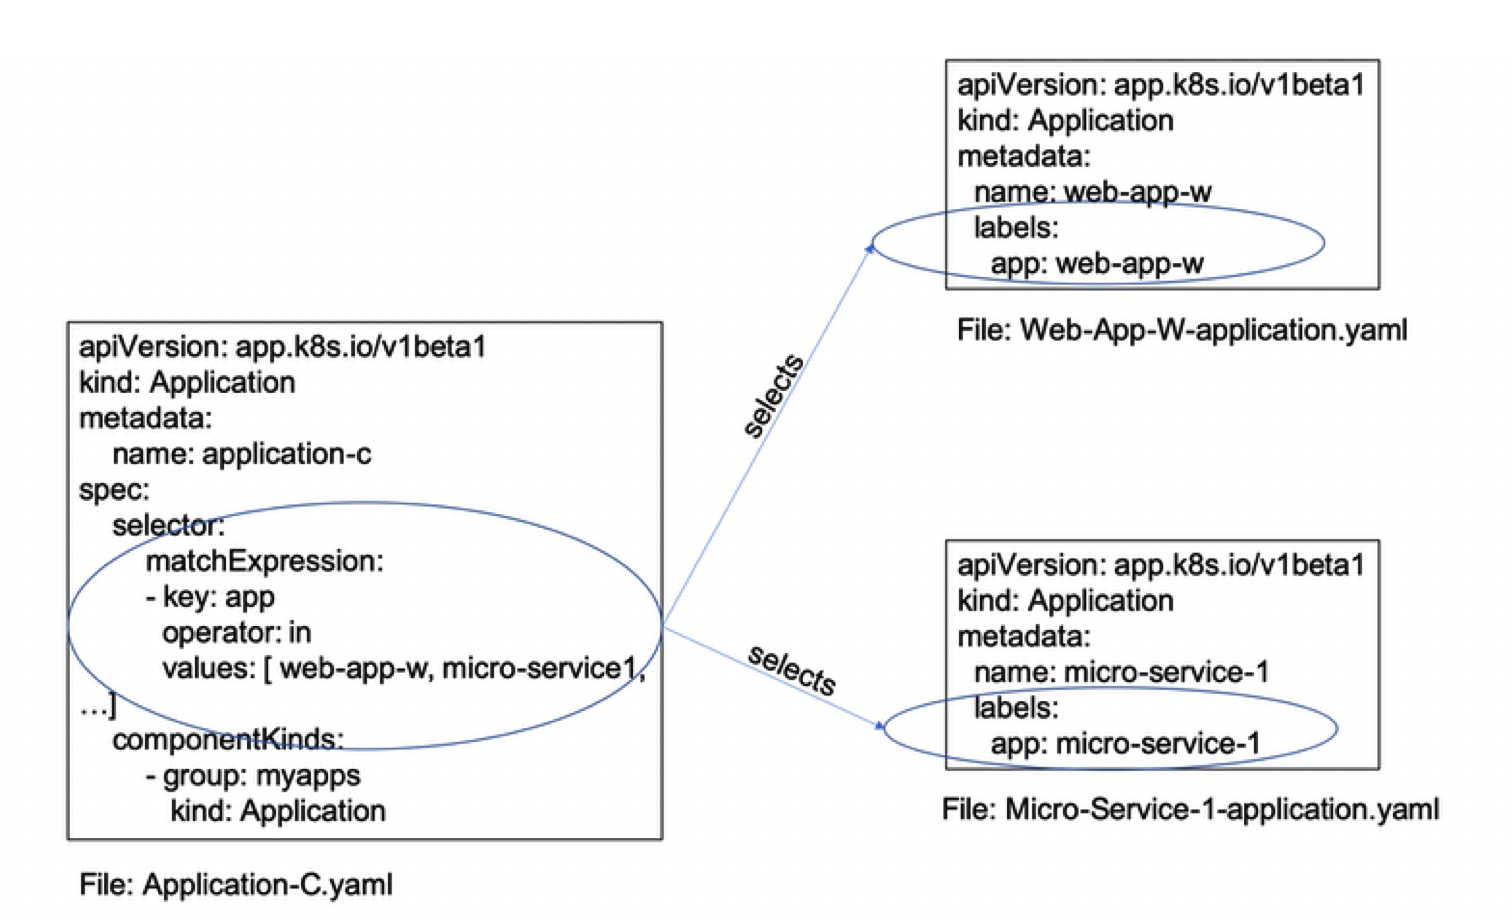 apiVersion: app.k8s.io/v1beta1
kind: Application
metadata:
name: application-c
spec:
selector:
matchExpression:
- key: app
operator: in
values: [ web-app-w, micro-service1,
...]
componentKinds:
- group: myapps
kind: Application
File: Application-C.yaml
selects
selects
apiVersion: app.k8s.io/v1beta1
kind: Application
metadata:
name: web-app-w
labels:
app: web-app-w
File: Web-App-W-application.yaml
apiVersion: app.k8s.io/v1beta1
kind: Application
metadata:
name: micro-service-1
labels:
app: micro-service-1
File: Micro-Service-1-application.yaml